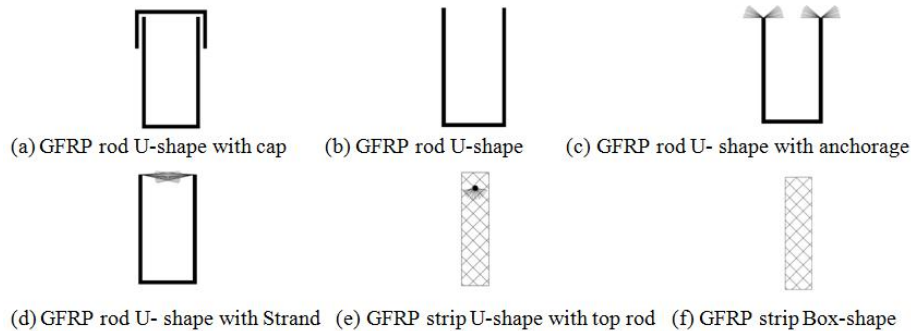 (a) GFRP rod U-shape with cap (b) GFRP rod U-shape (c) GFRP rod U- shape with anchorage
(d) GFRP rod U- shape with Strand (e) GFRP strip U-shape with top rod (f) GFRP strip Box-shape